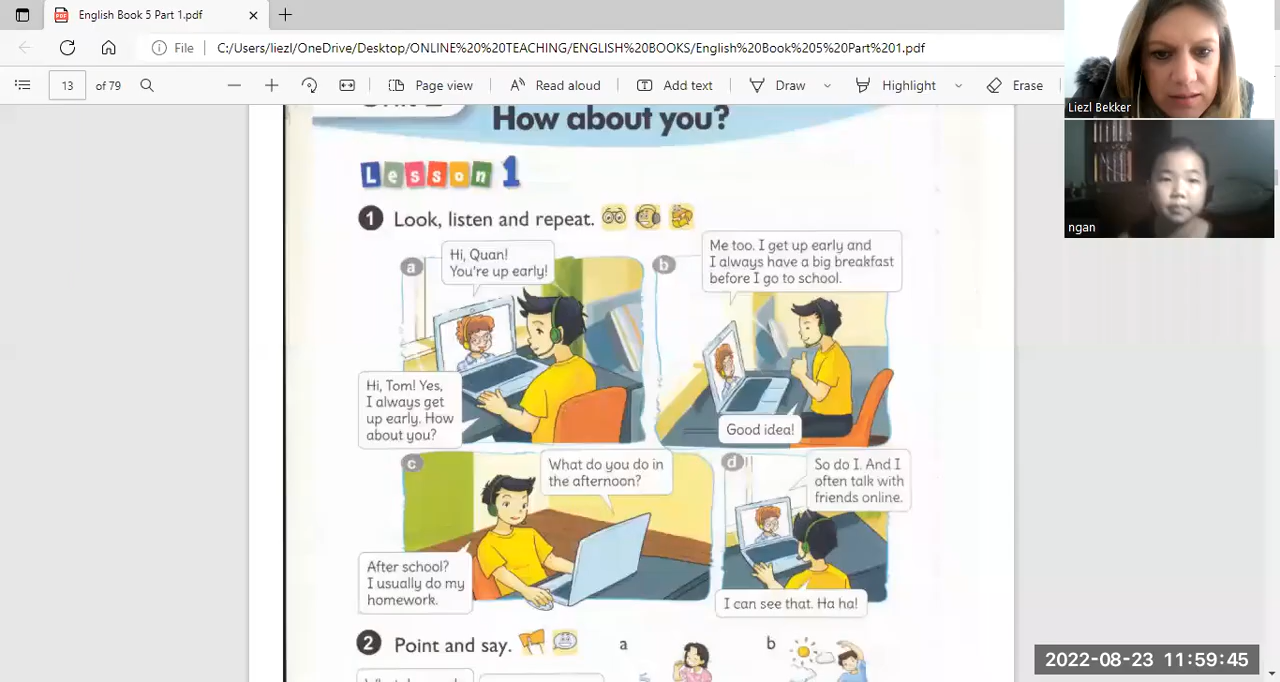 English Book 5 Part 1.pdf
File
C:/Users/liezl/OneDrive/Desktop/ONLINE%20%20TEACHING/ENGLISH%20BOOKS/English%20Book%205%20Part%201.pdf
13
of 79
Page view
Read aloud
Add text
Draw
Highlight
Erase
Liezl Bekker
ngan
How about you?
Lesson 1
1 Look, listen and repeat.
a
Hi, Quan!
You're up early!
Hi, Tom! Yes,
I always get
up early. How
about you?
b
Me too. I get up early and
I always have a big breakfast
before I go to school.
Good idea!
c
What do you do in
the afternoon?
After school?
I usually do my
homework.
d
So do I. And I
often talk with
friends online.
I can see that. Ha ha!
2 Point and say.
a
b
2022-08-23 11:59:45